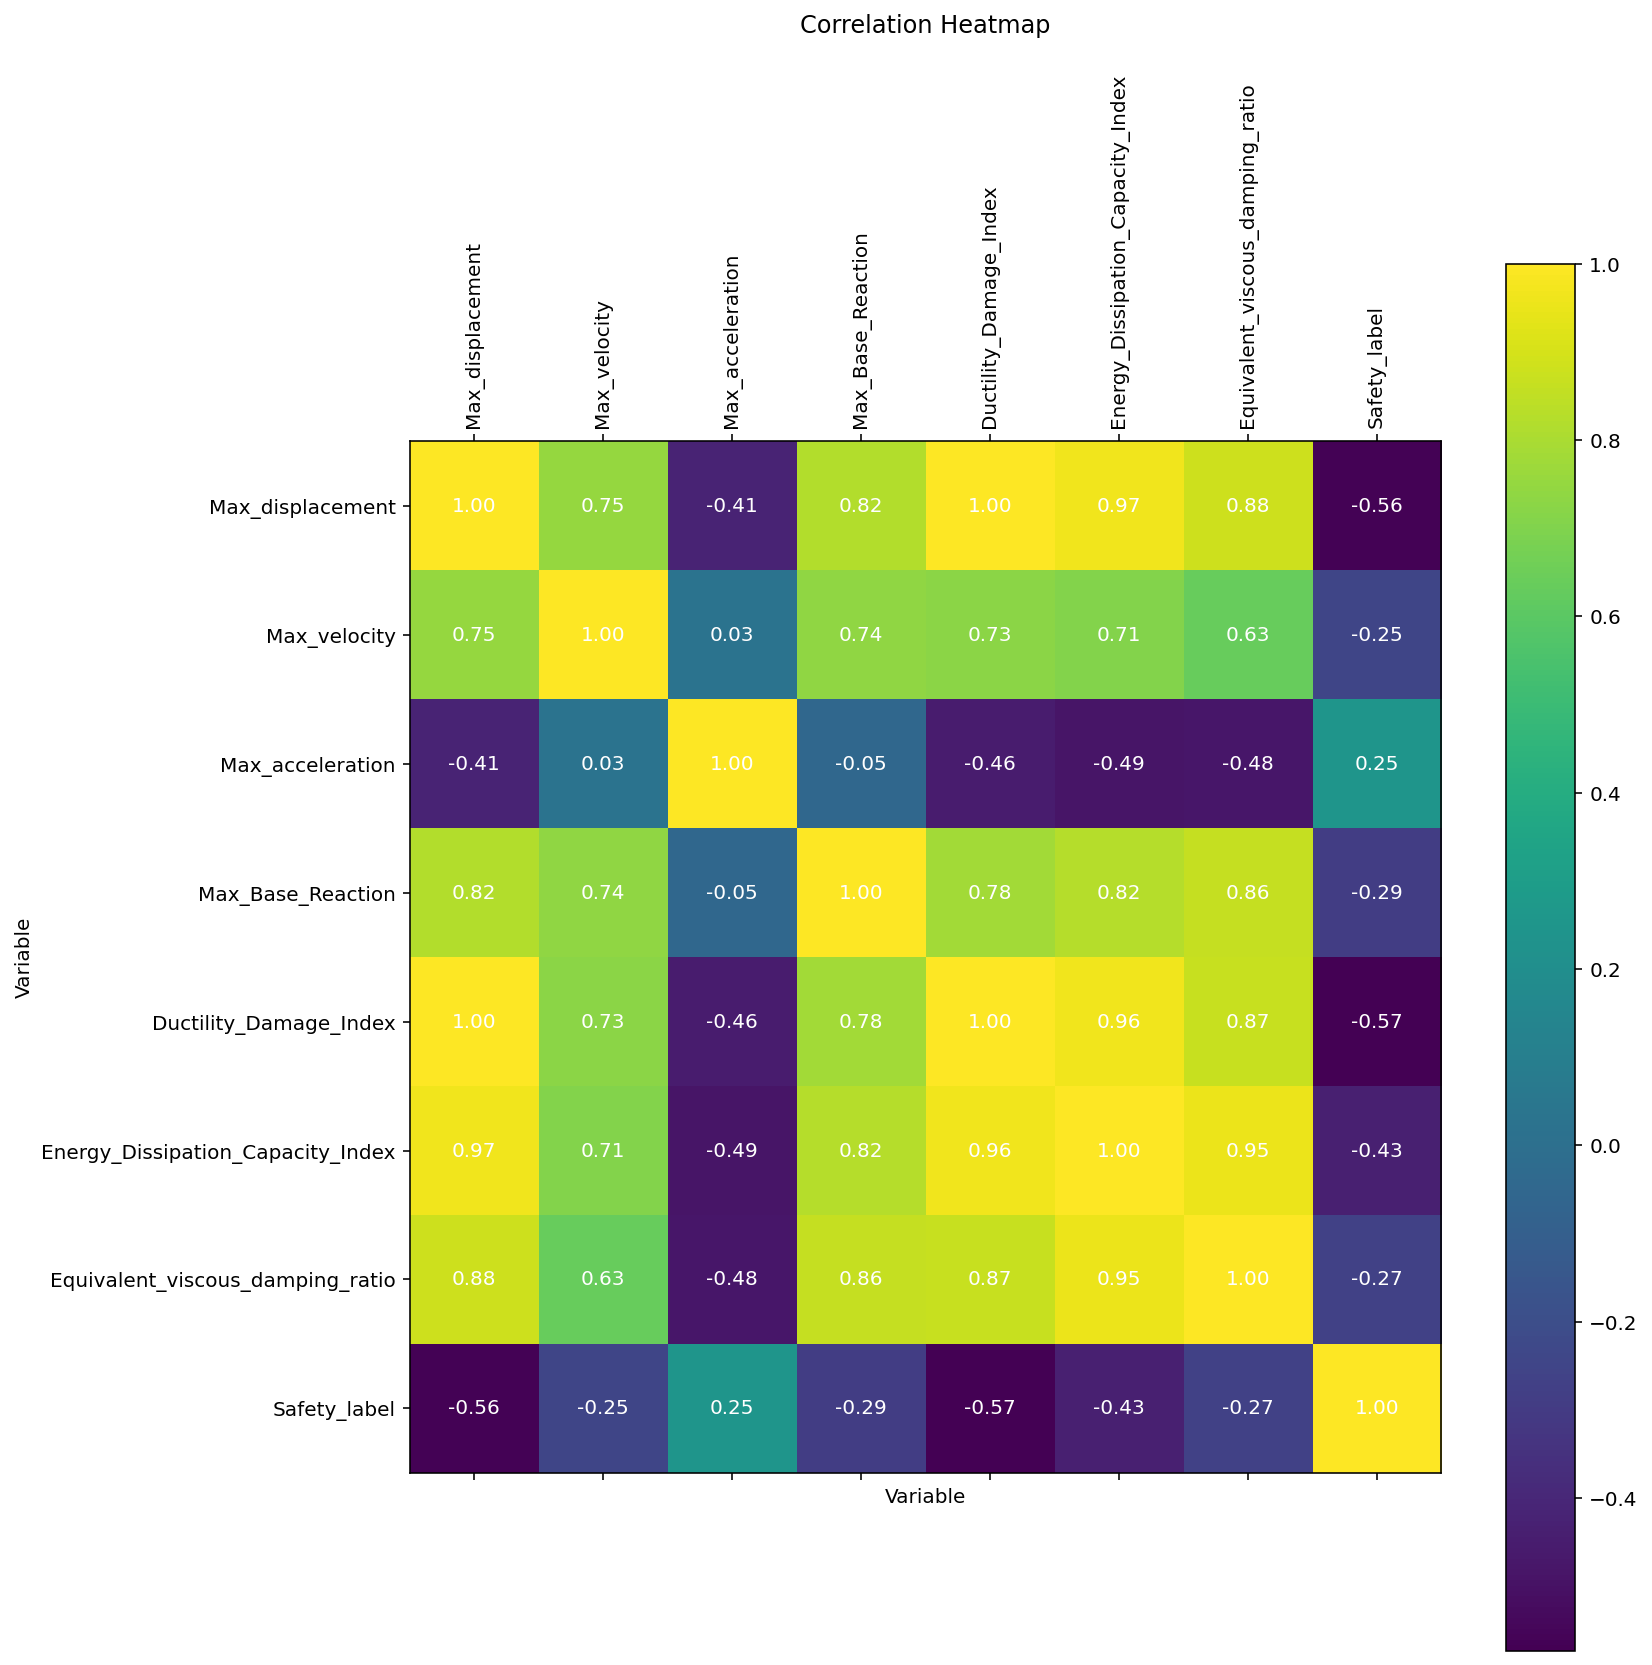 Correlation Heatmap
Max_displacement
Max_velocity
Max_acceleration
Max_Base_Reaction
Ductility_Damage_Index
Energy_Dissipation_Capacity_Index
Equivalent_viscous_damping_ratio
Safety_label
Max_displacement 1.00 0.75 -0.41 0.82 1.00 0.97 0.88 -0.56
Max_velocity 0.75 1.00 0.03 0.74 0.73 0.71 0.63 -0.25
Max_acceleration -0.41 0.03 1.00 -0.05 -0.46 -0.49 -0.48 0.25
Max_Base_Reaction 0.82 0.74 -0.05 1.00 0.78 0.82 0.86 -0.29
Ductility_Damage_Index 1.00 0.73 -0.46 0.78 1.00 0.96 0.87 -0.57
Energy_Dissipation_Capacity_Index 0.97 0.71 -0.49 0.82 0.96 1.00 0.95 -0.43
Equivalent_viscous_damping_ratio 0.88 0.63 -0.48 0.86 0.87 0.95 1.00 -0.27
Safety_label -0.56 -0.25 0.25 -0.29 -0.57 -0.43 -0.27 1.00
Variable
Variable
1.0
0.8
0.6
0.4
0.2
0.0
−0.2
−0.4